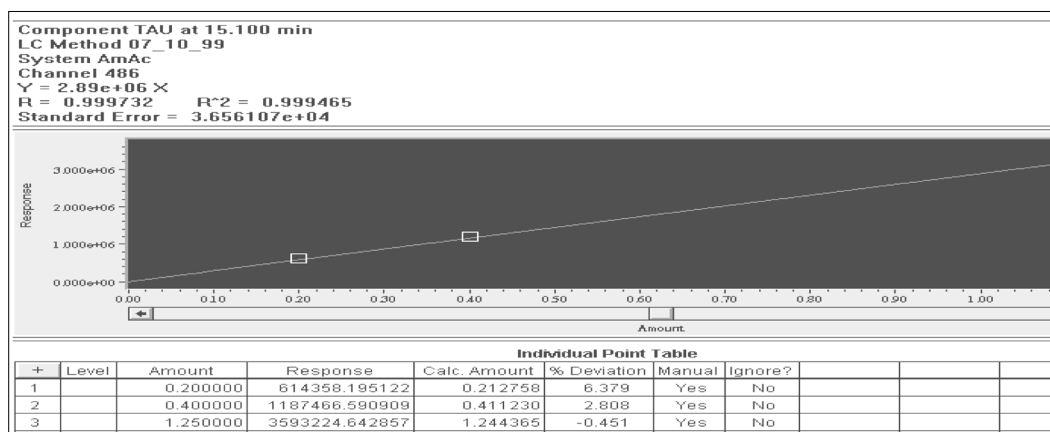 Component TAU at 15.100 min
LC Method 07_10_99
System AmAc
Channel 486
Y = 2.89e+06 X
R = 0.999732 R^2 = 0.999465
Standard Error = 3.656107e+04
Response
3.000e+06
2.000e+06
1.000e+06
0.000e+00
0.00 0.10 0.20 0.30 0.40 0.50 0.60 0.70 0.80 0.90 1.00
Amount
Individual Point Table
+ Level Amount Response Calc. Amount % Deviation Manual Ignore?
1 0.200000 614358.195122 0.212758 6.379 Yes No
2 0.400000 1187466.590909 0.411230 2.808 Yes No
3 1.250000 3593224.642857 1.244365 -0.451 Yes No